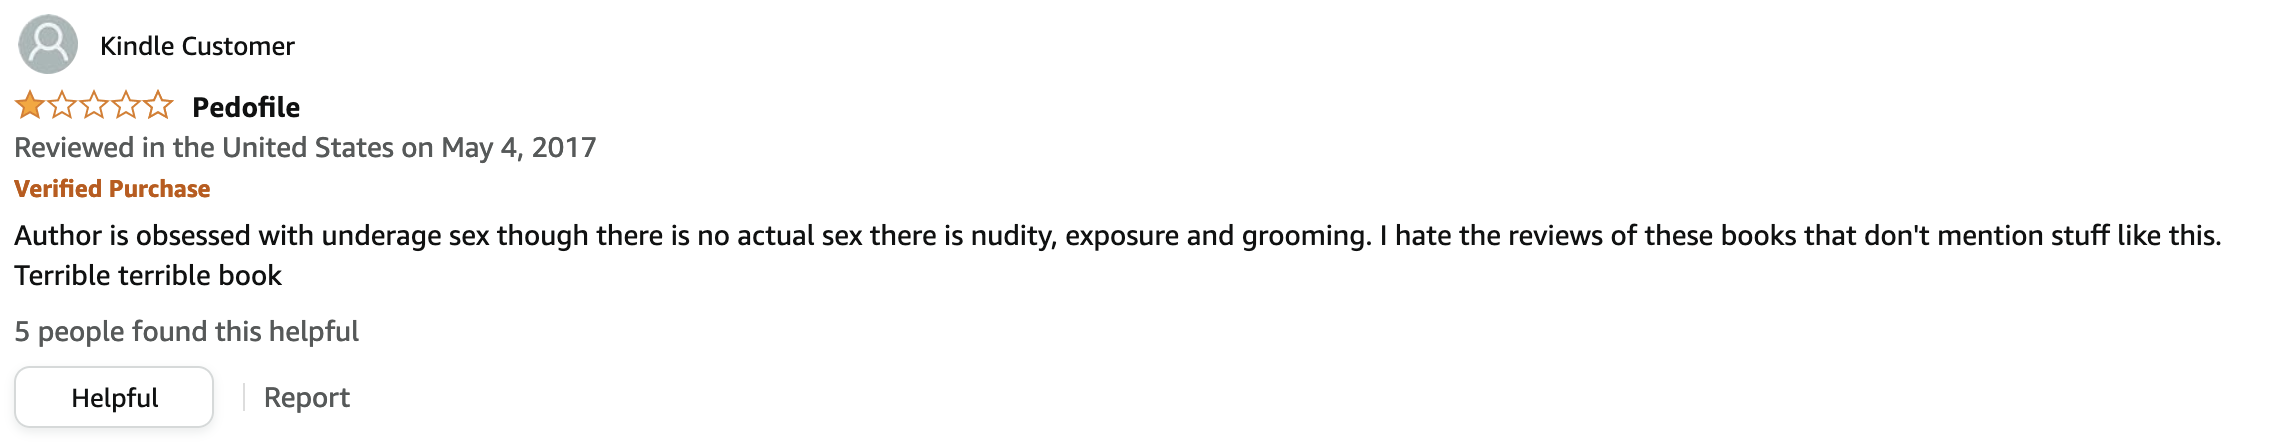 Kindle Customer
Pedofile
Reviewed in the United States on May 4, 2017
Verified Purchase
Author is obsessed with underage sex though there is no actual sex there is nudity, exposure and grooming. I hate the reviews of these books that don't mention stuff like this.
Terrible terrible book
5 people found this helpful
Helpful
Report